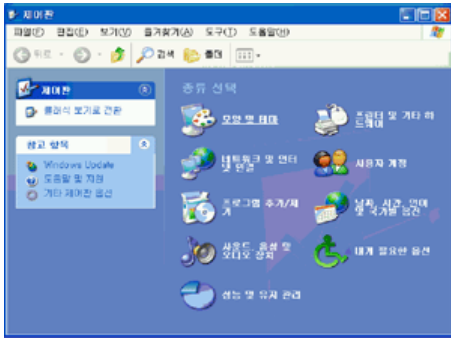 제어판
파일(F) 편집(E) 보기(V) 즐겨찾기(A) 도구(T) 도움말(H)
뒤로 검색 폴더
제어판
클래식 보기로 전환
참고 항목
Windows Update
도움말 및 지원
기타 제어판 옵션
종류 선택
모양 및 테마
프린터 및 기타 하
드웨어
네트워크 및 인터
넷 연결
사용자 계정
프로그램 추가/제
거
날짜, 시간, 언어
및 국가별 옵션
사운드, 음성 및
오디오 장치
내게 필요한 옵션
성능 및 유지 관리